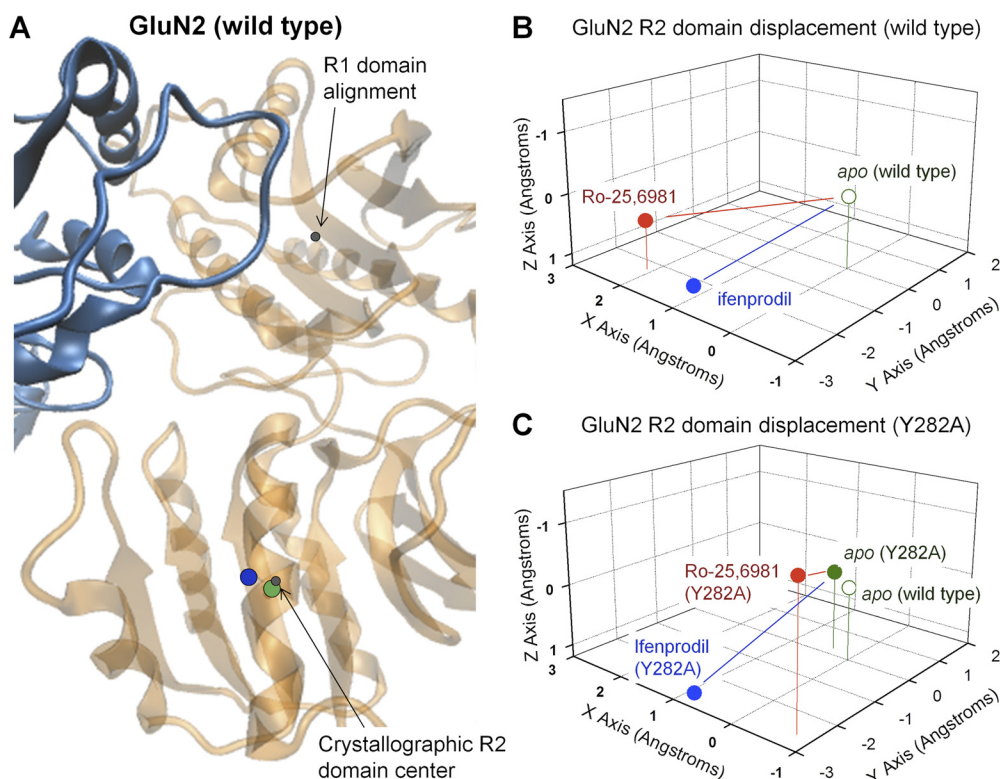 A
GluN2 (wild type)
R1 domain
alignment
Crystallographic R2
domain center
B
GluN2 R2 domain displacement (wild type)
-1
0
1
Z Axis (Angstroms)
Ro-25,6981
apo (wild type)
ifenprodil
3
2
1
0
-1
X Axis (Angstroms)
-3
-2
-1
0
1
2
Y Axis (Angstroms)
C
GluN2 R2 domain displacement (Y282A)
-1
0
1
Z Axis (Angstroms)
Ro-25,6981
(Y282A)
apo (Y282A)
apo (wild type)
Ifenprodil
(Y282A)
3
2
1
0
-1
X Axis (Angstroms)
-3
-2
-1
0
1
2
Y Axis (Angstroms)